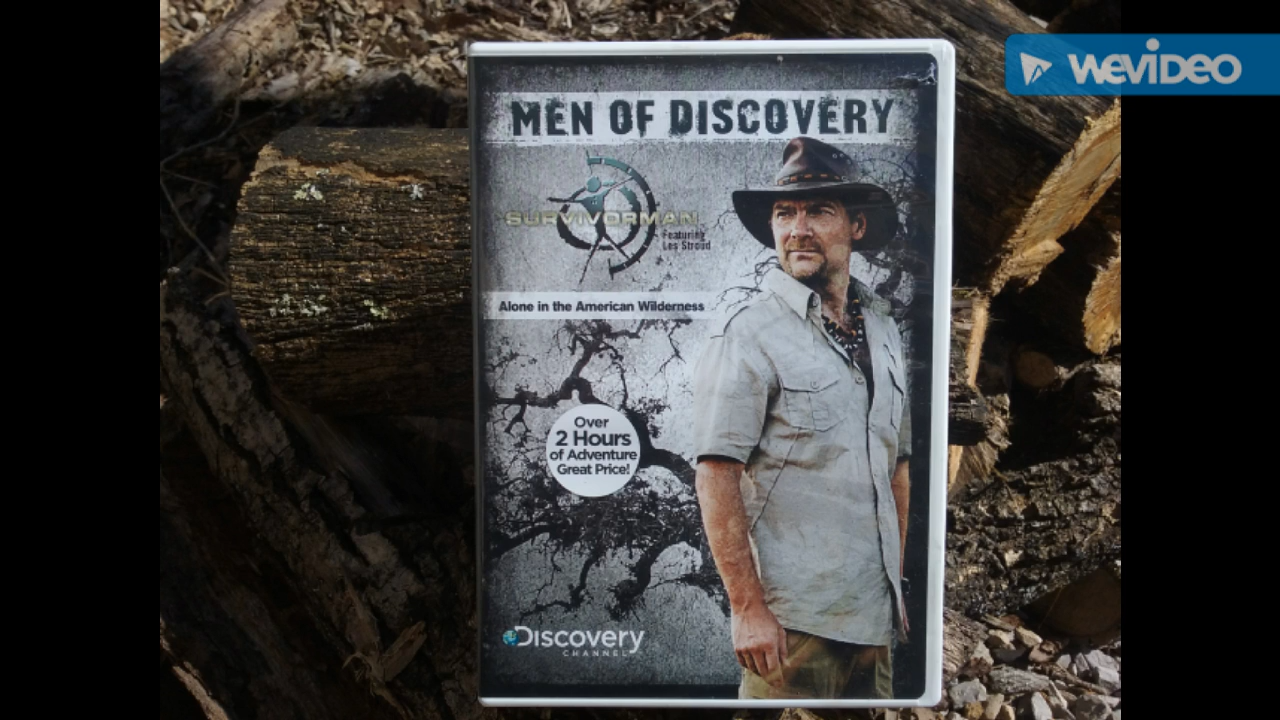 WEVIDEO
MEN OF DISCOVERY
SURVIVORMAN
Featuring
Les Stroud
Alone in the American Wilderness
Over
2 Hours
of Adventure
Great Price!
Discovery
CHANNEL